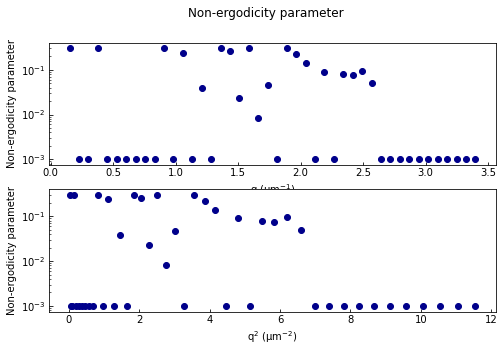 Non-ergodicity parameter
Non-ergodicity parameter
10⁻¹
10⁻²
10⁻³
0.0 0.5 1.0 1.5 2.0 2.5 3.0 3.5
q (μm⁻¹)
Non-ergodicity parameter
10⁻¹
10⁻²
10⁻³
0 2 4 6 8 10 12
q² (μm⁻²)